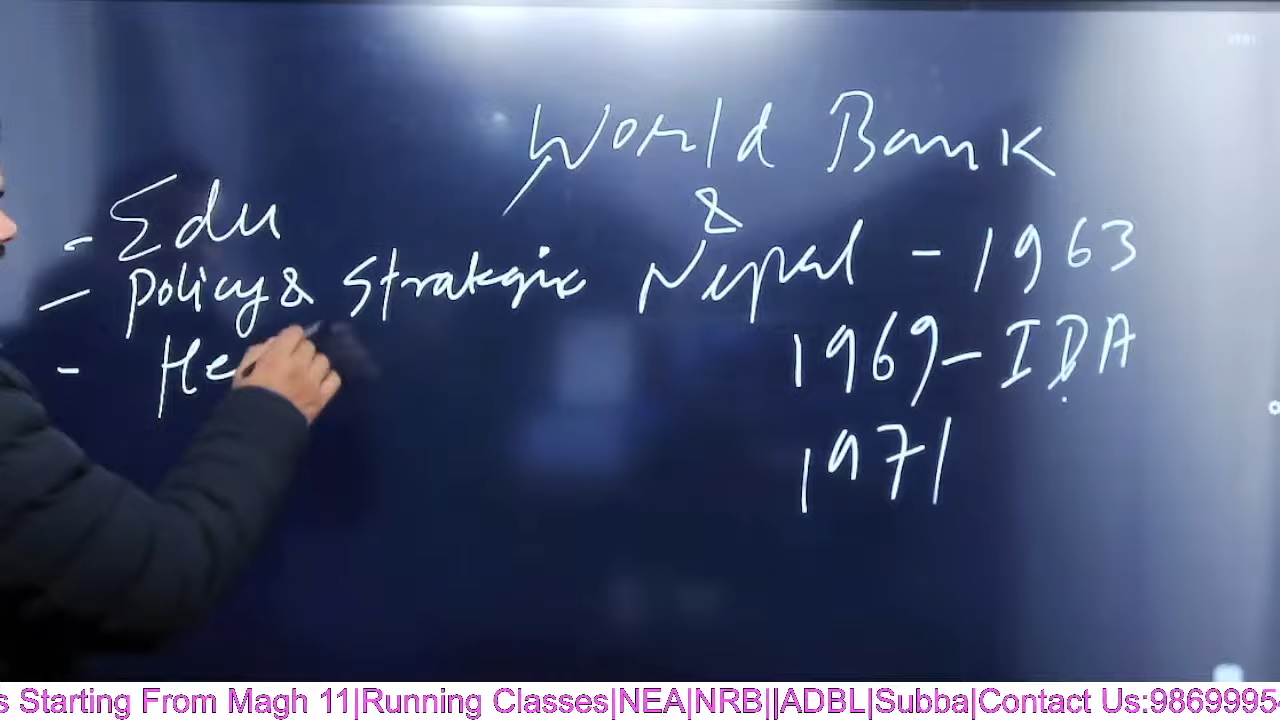 World Bank
&
Nepal - 1963
1969 - IDA
1971
- Edu
- Policy & Strategic
- He
s Starting From Magh 11|Running Classes|NEA|NRB||ADBL|Subba|Contact Us:98699954